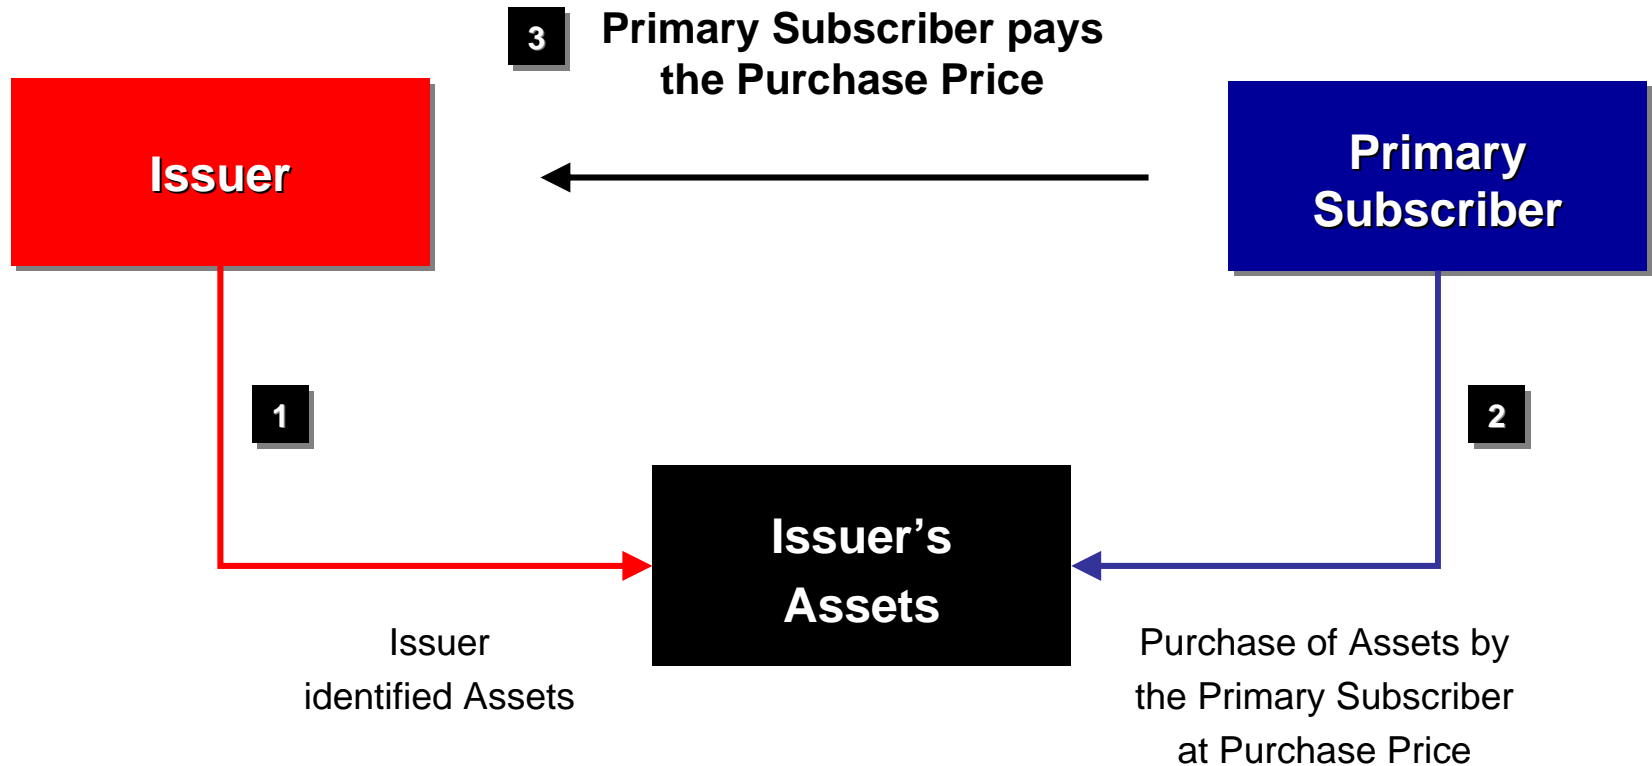 3
Primary Subscriber pays
the Purchase Price
Issuer
Primary
Subscriber
1
2
Issuer’s
Assets
Issuer
identified Assets
Purchase of Assets by
the Primary Subscriber
at Purchase Price